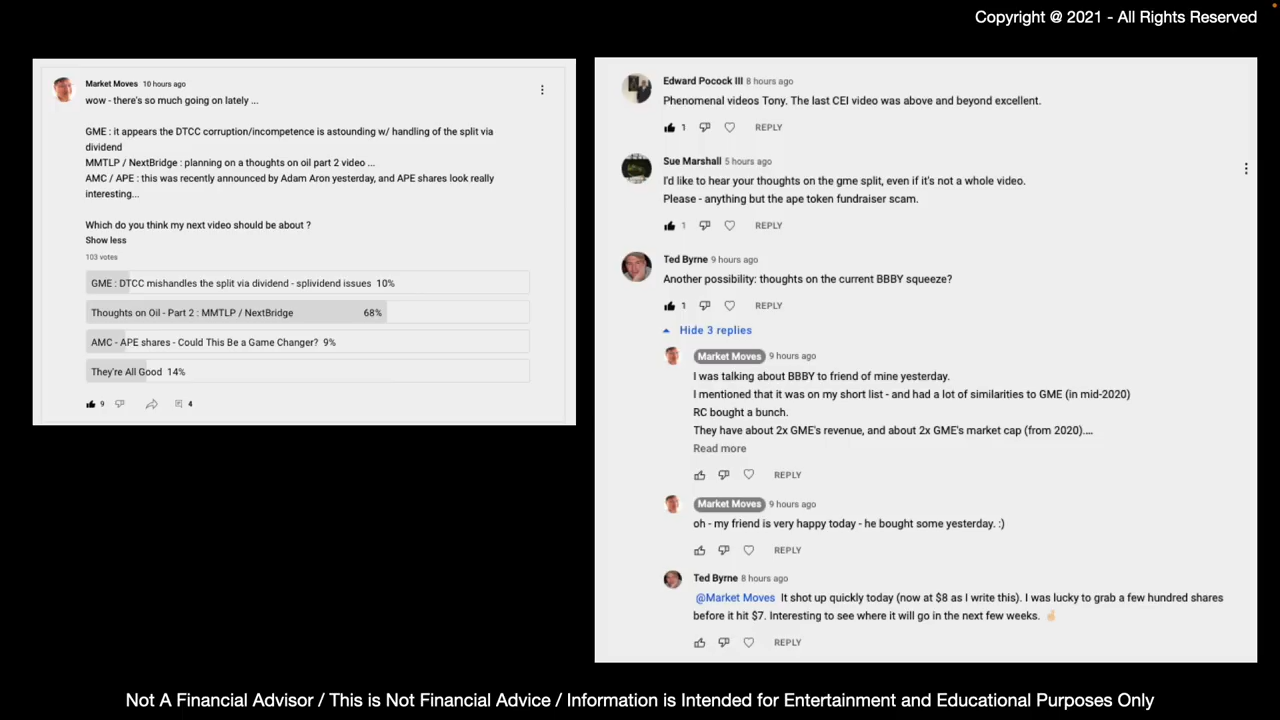 Copyright @ 2021 - All Rights Reserved
Market Moves 10 hours ago
wow - there's so much going on lately ...
GME : it appears the DTCC corruption/incompetence is astounding w/ handling of the split via
dividend
MMTLP / NextBridge : planning on a thoughts on oil part 2 video ...
AMC / APE : this was recently announced by Adam Aron yesterday, and APE shares look really
interesting...
Which do you think my next video should be about ?
Show less
103 votes
GME : DTCC mishandles the split via dividend - splividend issues 10%
Thoughts on Oil - Part 2 : MMTLP / NextBridge 68%
AMC - APE shares - Could This Be a Game Changer? 9%
They're All Good 14%
9 4
Edward Pocock III 8 hours ago
Phenomenal videos Tony. The last CEI video was above and beyond excellent.
1 REPLY
Sue Marshall 5 hours ago
I'd like to hear your thoughts on the gme split, even if it's not a whole video.
Please - anything but the ape token fundraiser scam.
1 REPLY
Ted Byrne 9 hours ago
Another possibility: thoughts on the current BBBY squeeze?
1 REPLY
Hide 3 replies
Market Moves 9 hours ago
I was talking about BBBY to friend of mine yesterday.
I mentioned that it was on my short list - and had a lot of similarities to GME (in mid-2020)
RC bought a bunch.
They have about 2x GME's revenue, and about 2x GME's market cap (from 2020)....
Read more
REPLY
Market Moves 9 hours ago
oh - my friend is very happy today - he bought some yesterday. :)
REPLY
Ted Byrne 8 hours ago
@Market Moves It shot up quickly today (now at $8 as I write this). I was lucky to grab a few hundred shares
before it hit $7. Interesting to see where it will go in the next few weeks. 🤞🏻
REPLY
Not A Financial Advisor / This is Not Financial Advice / Information is Intended for Entertainment and Educational Purposes Only